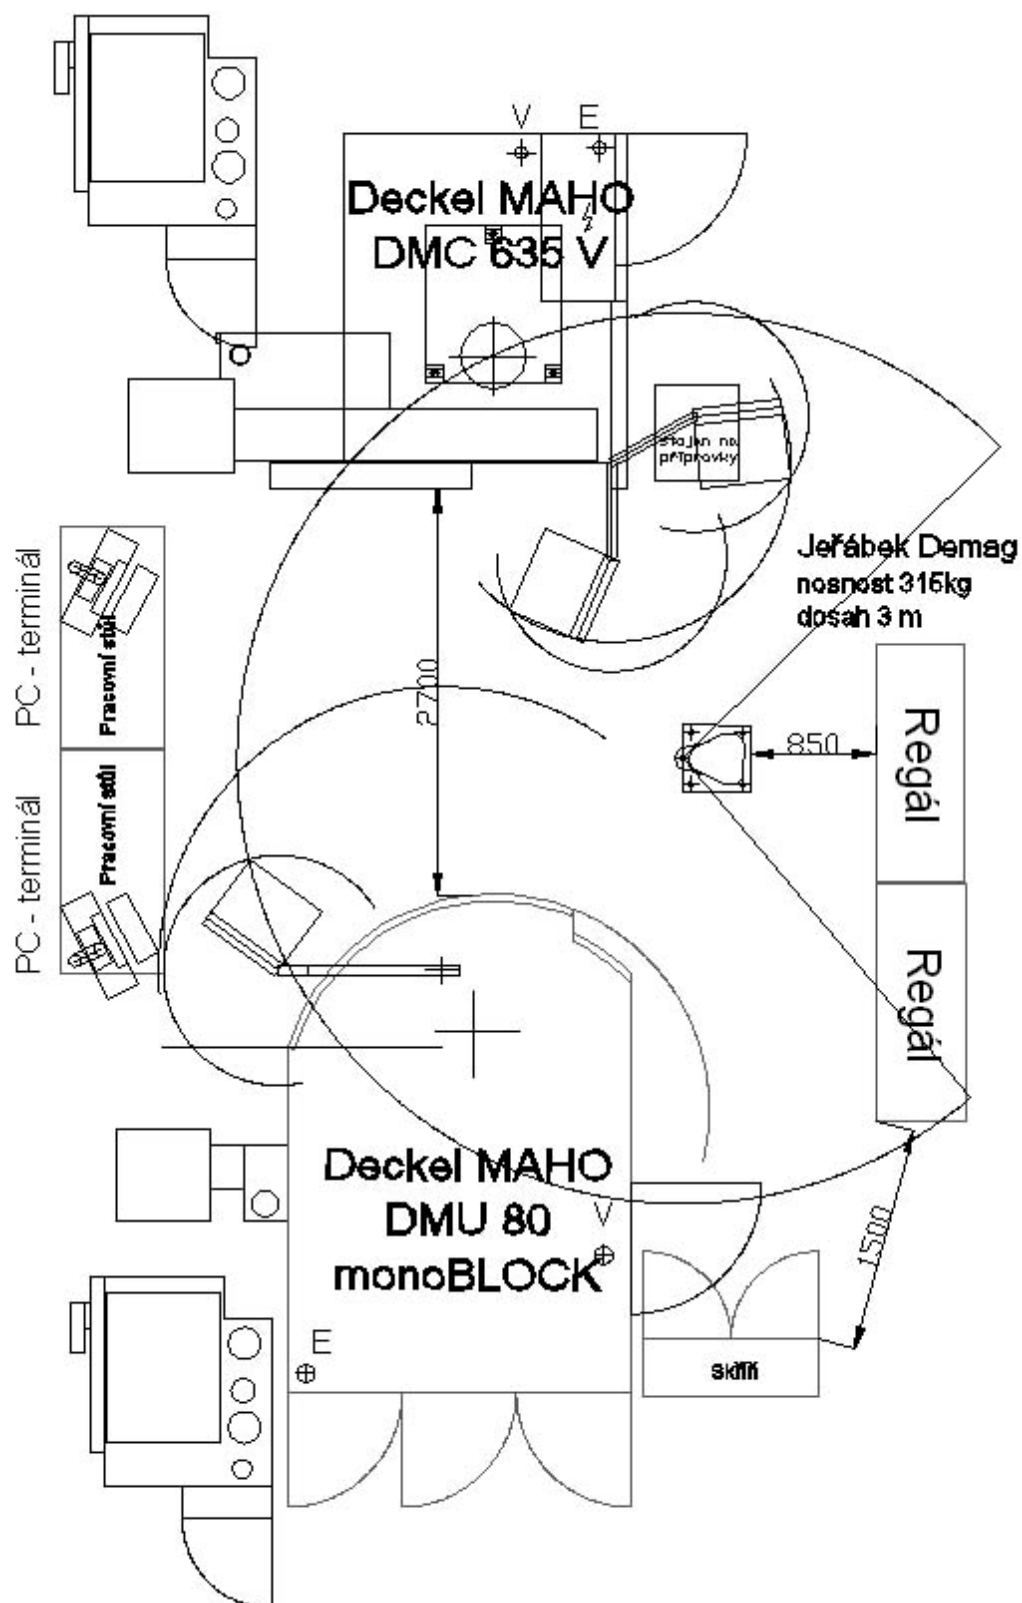 V E
Deckel MAHO
DMC 635 V
Stojan na
přípravky
Jeřábek Demag
nosnost 315kg
dosah 3 m
PC - terminál
Pracovní stůl
2700
850
Regál
PC - terminál
Pracovní stůl
Regál
Deckel MAHO
DMU 80
monoBLOCK
V
E
1500
Skříň